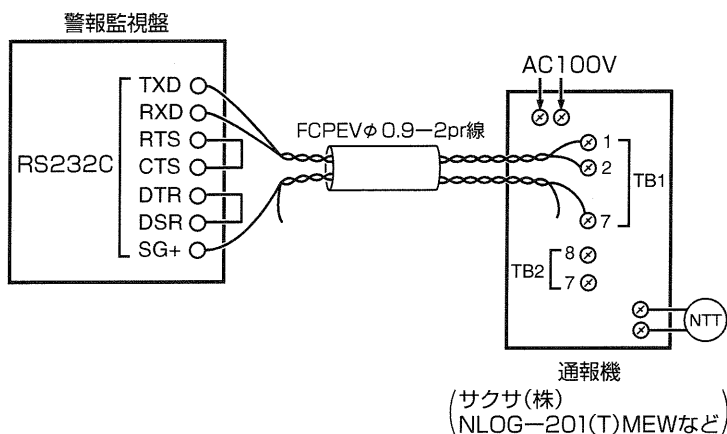 警報監視盤
RS232C
TXD
RXD
RTS
CTS
DTR
DSR
SG+
FCPEVφ0.9−2pr線
AC100V
1
2
7
TB1
TB2
8
7
NTT
通報機
(サクサ(株)
NLOG−201(T)MEWなど)